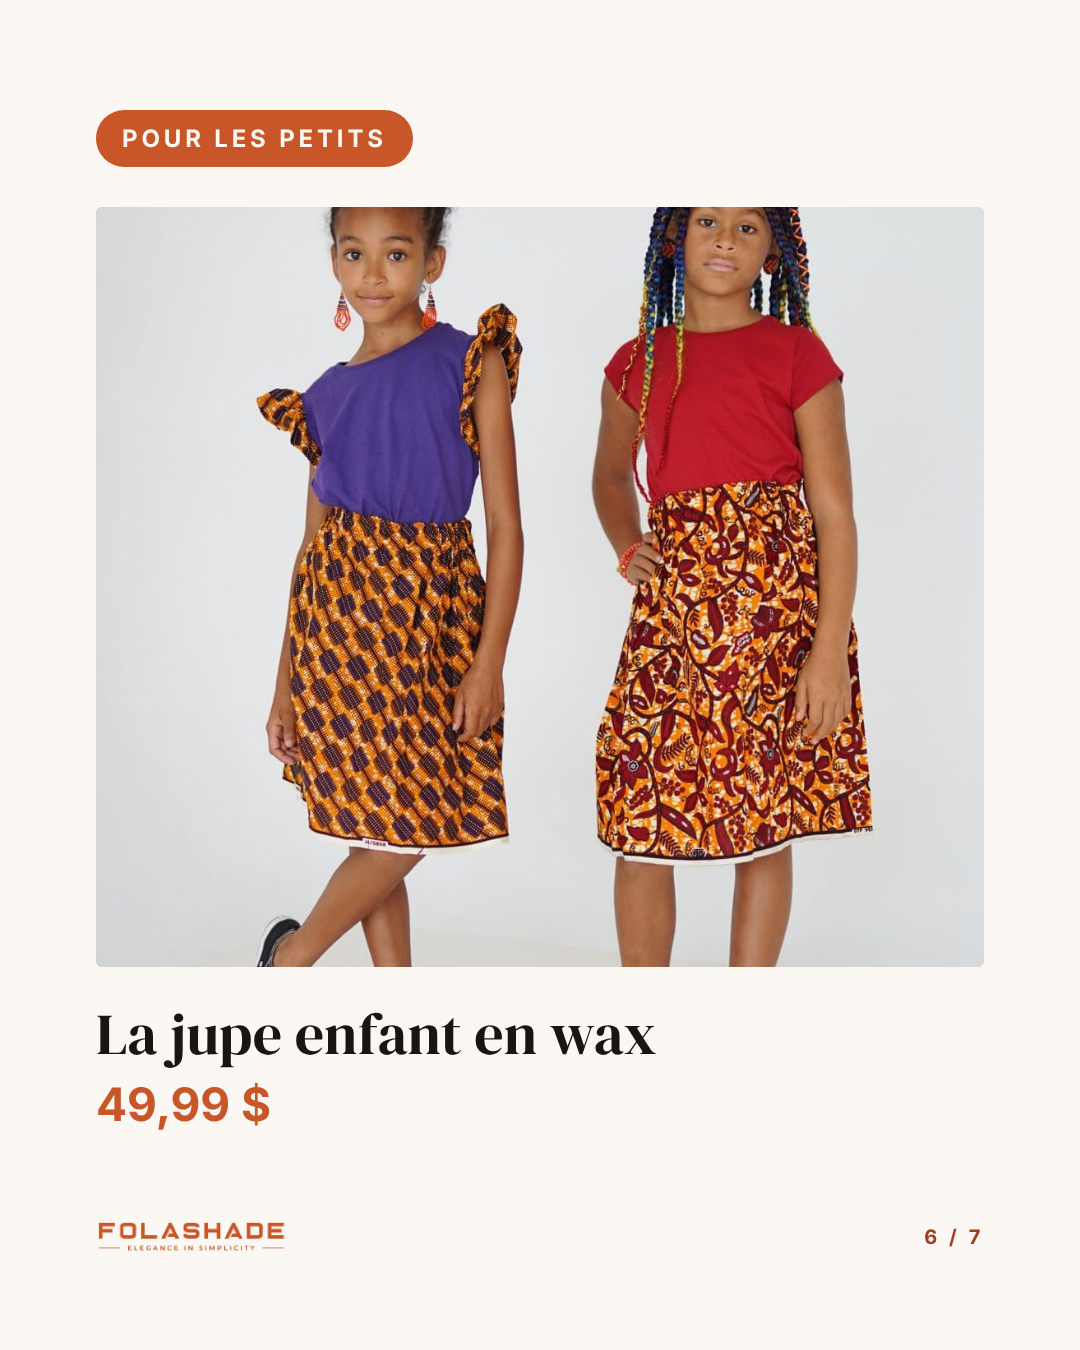 POUR LES PETITS
La jupe enfant en wax
49,99 $
FOLASHADE
ELEGANCE IN SIMPLICITY
6 / 7